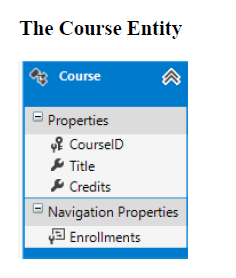 The Course Entity
Course
Properties
CourseID
Title
Credits
Navigation Properties
Enrollments